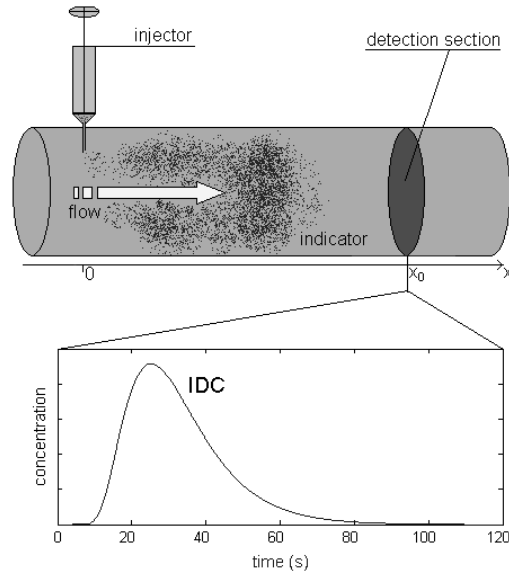 injector
detection section
flow
indicator
0
x₀
x
IDC
concentration
0
20
40
60
80
100
120
time (s)